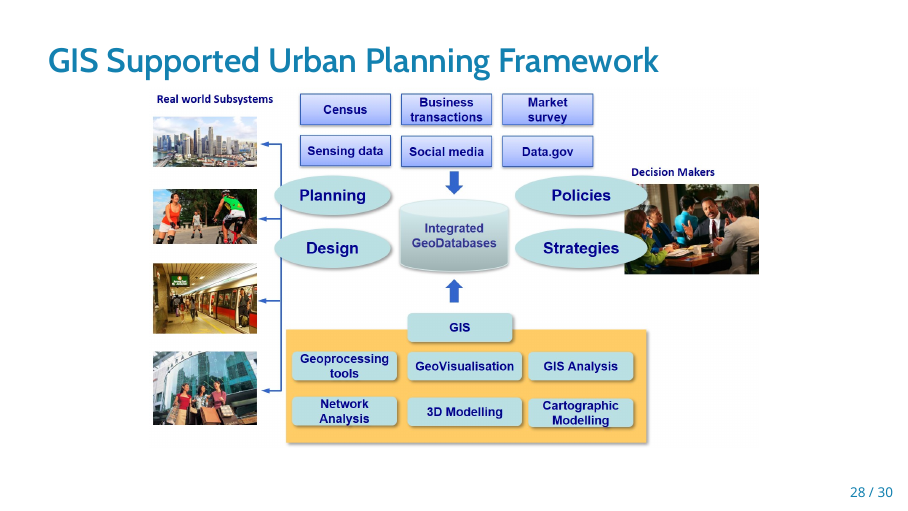 GIS Supported Urban Planning Framework
Real world Subsystems
Census
Business
transactions
Market
survey
Sensing data
Social media
Data.gov
Decision Makers
Planning
Policies
Integrated
GeoDatabases
Design
Strategies
GIS
Geoprocessing
tools
GeoVisualisation
GIS Analysis
Network
Analysis
3D Modelling
Cartographic
Modelling
28 / 30